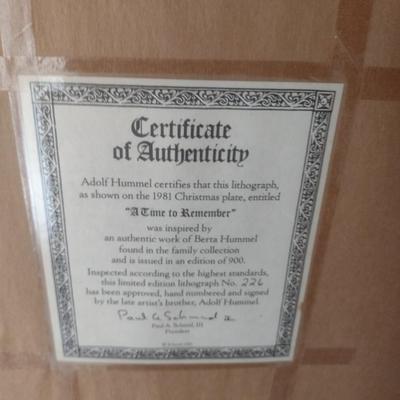 Certificate
of Authenticity
Adolf Hummel certifies that this lithograph,
as shown on the 1981 Christmas plate, entitled
"A Time to Remember"
was inspired by
an authentic work of Berta Hummel
found in the family collection
and is issued in an edition of 900.
Inspected according to the highest standards,
this limited edition lithograph No. 226
has been approved, hand numbered and signed
by the late artist's brother, Adolf Hummel.
Paul A Schmid III
Paul A. Schmid, III
President